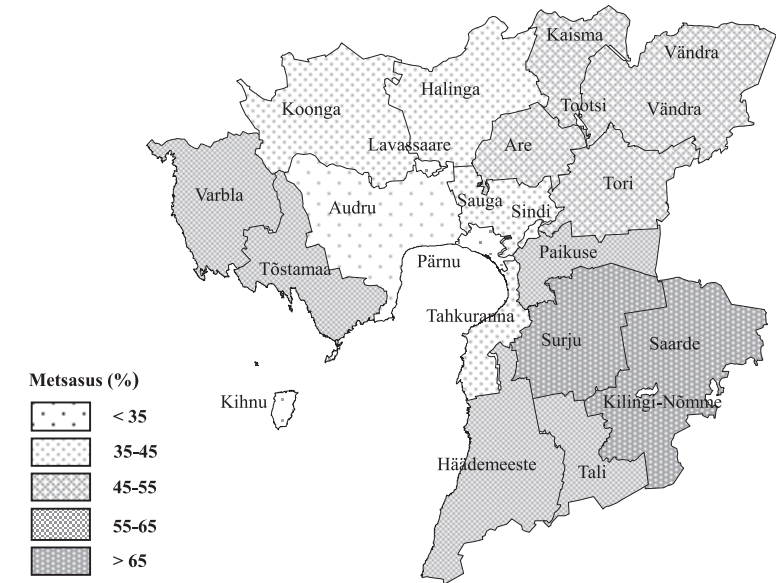 Kaisma
Vändra
Halinga
Koonga
Tootsi
Vändra
Lavassaare
Are
Varbla
Audru
Sauga
Sindi
Tori
Tõstamaa
Pärnu
Paikuse
Tahkuranna
Surju
Saarde
Metsasus (%)
Kihnu
Kilingi-Nõmme
< 35
35-45
Häädemeeste
Tali
45-55
55-65
> 65